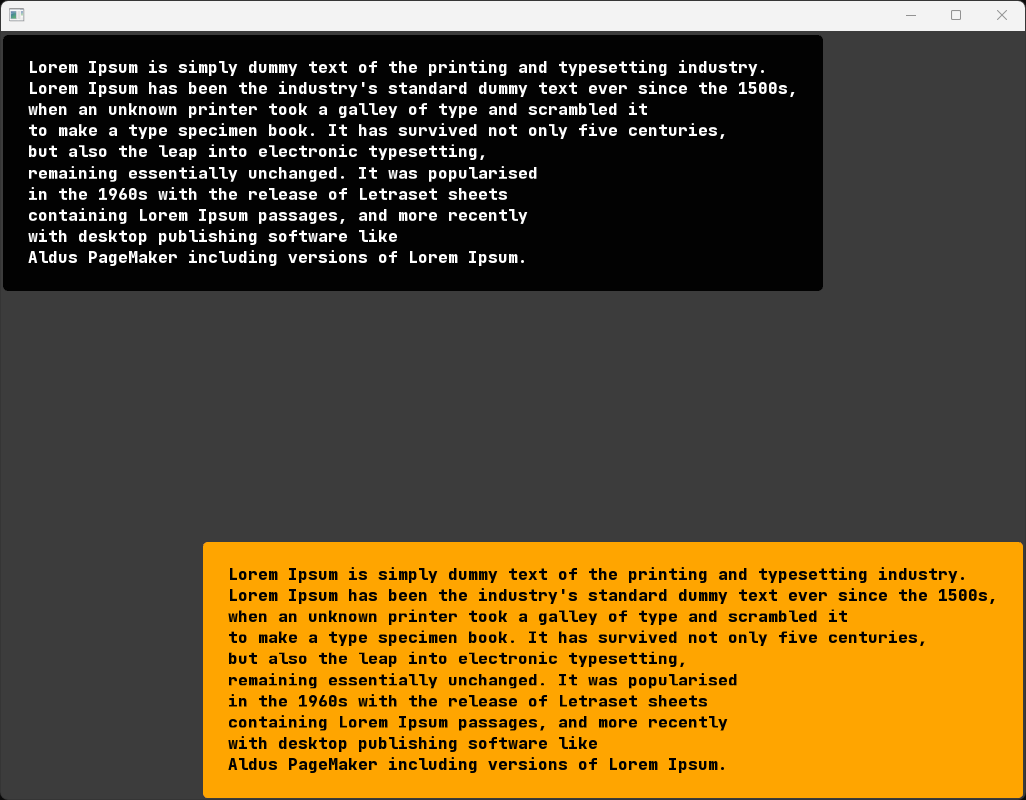 Lorem Ipsum is simply dummy text of the printing and typesetting industry.
Lorem Ipsum has been the industry's standard dummy text ever since the 1500s,
when an unknown printer took a galley of type and scrambled it
to make a type specimen book. It has survived not only five centuries,
but also the leap into electronic typesetting,
remaining essentially unchanged. It was popularised
in the 1960s with the release of Letraset sheets
containing Lorem Ipsum passages, and more recently
with desktop publishing software like
Aldus PageMaker including versions of Lorem Ipsum.
Lorem Ipsum is simply dummy text of the printing and typesetting industry.
Lorem Ipsum has been the industry's standard dummy text ever since the 1500s,
when an unknown printer took a galley of type and scrambled it
to make a type specimen book. It has survived not only five centuries,
but also the leap into electronic typesetting,
remaining essentially unchanged. It was popularised
in the 1960s with the release of Letraset sheets
containing Lorem Ipsum passages, and more recently
with desktop publishing software like
Aldus PageMaker including versions of Lorem Ipsum.